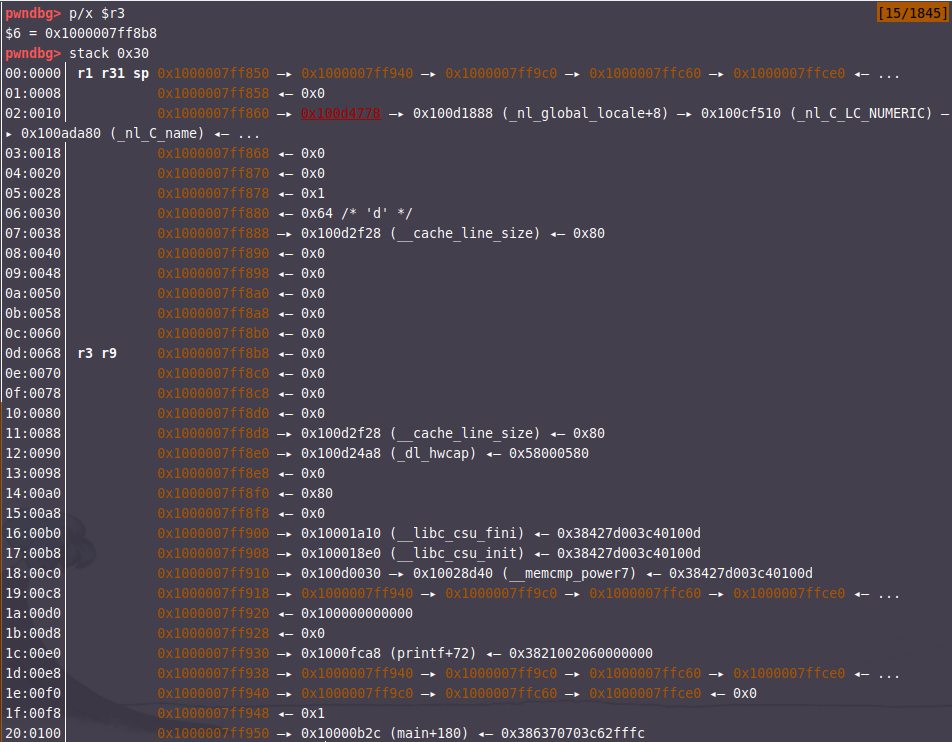 pwndbg> p/x $r3 [15/1845]
$6 = 0x1000007ff8b8
pwndbg> stack 0x30
00:0000│ r1 r31 sp 0x1000007ff850 —▸ 0x1000007ff940 —▸ 0x1000007ff9c0 —▸ 0x1000007ffc60 —▸ 0x1000007ffce0 ◂— ...
01:0008│ 0x1000007ff858 ◂— 0x0
02:0010│ 0x1000007ff860 —▸ 0x100d4778 —▸ 0x100d1888 (_nl_global_locale+8) —▸ 0x100cf510 (_nl_C_LC_NUMERIC) —
▸ 0x100ada80 (_nl_C_name) ◂— ...
03:0018│ 0x1000007ff868 ◂— 0x0
04:0020│ 0x1000007ff870 ◂— 0x0
05:0028│ 0x1000007ff878 ◂— 0x1
06:0030│ 0x1000007ff880 ◂— 0x64 /* 'd' */
07:0038│ 0x1000007ff888 —▸ 0x100d2f28 (__cache_line_size) ◂— 0x80
08:0040│ 0x1000007ff890 ◂— 0x0
09:0048│ 0x1000007ff898 ◂— 0x0
0a:0050│ 0x1000007ff8a0 ◂— 0x0
0b:0058│ 0x1000007ff8a8 ◂— 0x0
0c:0060│ 0x1000007ff8b0 ◂— 0x0
0d:0068│ r3 r9 0x1000007ff8b8 ◂— 0x0
0e:0070│ 0x1000007ff8c0 ◂— 0x0
0f:0078│ 0x1000007ff8c8 ◂— 0x0
10:0080│ 0x1000007ff8d0 ◂— 0x0
11:0088│ 0x1000007ff8d8 —▸ 0x100d2f28 (__cache_line_size) ◂— 0x80
12:0090│ 0x1000007ff8e0 —▸ 0x100d24a8 (_dl_hwcap) ◂— 0x58000580
13:0098│ 0x1000007ff8e8 ◂— 0x0
14:00a0│ 0x1000007ff8f0 ◂— 0x80
15:00a8│ 0x1000007ff8f8 ◂— 0x0
16:00b0│ 0x1000007ff900 —▸ 0x10001a10 (__libc_csu_fini) ◂— 0x38427d003c40100d
17:00b8│ 0x1000007ff908 —▸ 0x100018e0 (__libc_csu_init) ◂— 0x38427d003c40100d
18:00c0│ 0x1000007ff910 —▸ 0x100d0030 —▸ 0x10028d40 (__memcmp_power7) ◂— 0x38427d003c40100d
19:00c8│ 0x1000007ff918 —▸ 0x1000007ff940 —▸ 0x1000007ff9c0 —▸ 0x1000007ffc60 —▸ 0x1000007ffce0 ◂— ...
1a:00d0│ 0x1000007ff920 ◂— 0x100000000000
1b:00d8│ 0x1000007ff928 ◂— 0x0
1c:00e0│ 0x1000007ff930 —▸ 0x1000fca8 (printf+72) ◂— 0x3821002060000000
1d:00e8│ 0x1000007ff938 —▸ 0x1000007ff940 —▸ 0x1000007ff9c0 —▸ 0x1000007ffc60 —▸ 0x1000007ffce0 ◂— ...
1e:00f0│ 0x1000007ff940 —▸ 0x1000007ff9c0 —▸ 0x1000007ffc60 —▸ 0x1000007ffce0 ◂— 0x0
1f:00f8│ 0x1000007ff948 ◂— 0x1
20:0100│ 0x1000007ff950 —▸ 0x10000b2c (main+180) ◂— 0x386370703c62fffc